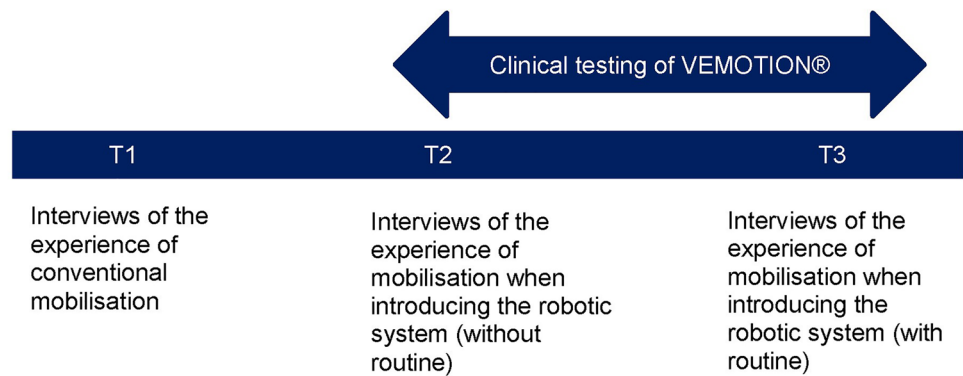 Clinical testing of VEMOTION®
T1
T2
T3
Interviews of the
experience of
conventional
mobilisation
Interviews of the
experience of
mobilisation when
introducing the robotic
system (without
routine)
Interviews of the
experience of
mobilisation when
introducing the
robotic system (with
routine)